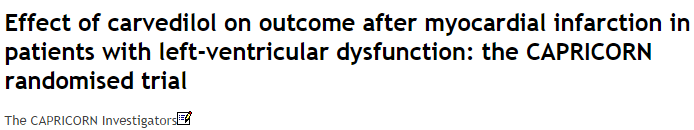 Effect of carvedilol on outcome after myocardial infarction in
patients with left-ventricular dysfunction: the CAPRICORN
randomised trial
The CAPRICORN Investigators